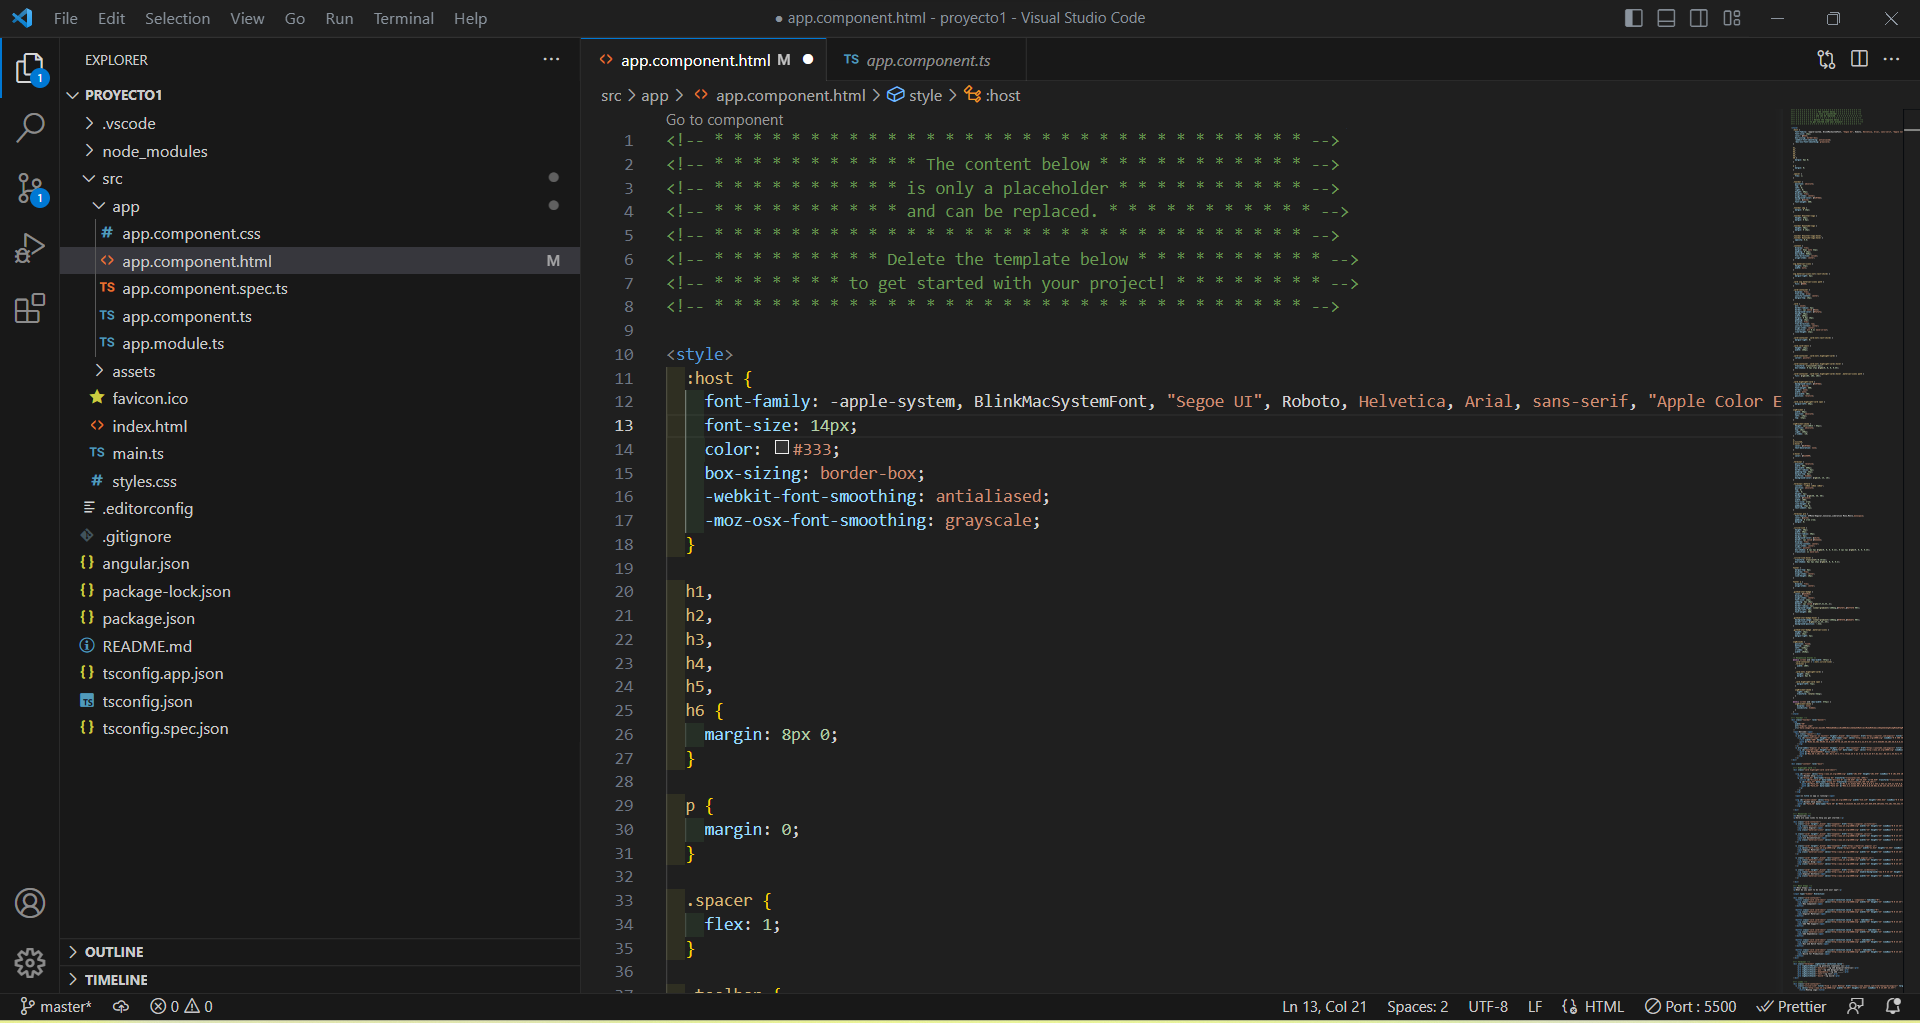 File Edit Selection View Go Run Terminal Help
● app.component.html - proyecto1 - Visual Studio Code
EXPLORER
PROYECTO1
.vscode
node_modules
src
app
# app.component.css
<> app.component.html M
TS app.component.spec.ts
TS app.component.ts
TS app.module.ts
assets
favicon.ico
<> index.html
TS main.ts
# styles.css
.editorconfig
.gitignore
{} angular.json
{} package-lock.json
{} package.json
README.md
{} tsconfig.app.json
TS tsconfig.json
{} tsconfig.spec.json
OUTLINE
TIMELINE
1
1
<> app.component.html M ●
TS app.component.ts
src > app > <> app.component.html > style > :host
Go to component
1 <!-- * * * * * * * * * * * * * * * * * * * * * * * * * * * * * * * -->
2 <!-- * * * * * * * * * * * The content below * * * * * * * * * * * -->
3 <!-- * * * * * * * * * * is only a placeholder * * * * * * * * * * -->
4 <!-- * * * * * * * * * * and can be replaced. * * * * * * * * * * * -->
5 <!-- * * * * * * * * * * * * * * * * * * * * * * * * * * * * * * * -->
6 <!-- * * * * * * * * * Delete the template below * * * * * * * * * * -->
7 <!-- * * * * * * * to get started with your project! * * * * * * * * -->
8 <!-- * * * * * * * * * * * * * * * * * * * * * * * * * * * * * * * -->
9
10 <style>
11 :host {
12 font-family: -apple-system, BlinkMacSystemFont, "Segoe UI", Roboto, Helvetica, Arial, sans-serif, "Apple Color E
13 font-size: 14px;
14 color: #333;
15 box-sizing: border-box;
16 -webkit-font-smoothing: antialiased;
17 -moz-osx-font-smoothing: grayscale;
18 }
19
20 h1,
21 h2,
22 h3,
23 h4,
24 h5,
25 h6 {
26 margin: 8px 0;
27 }
28
29 p {
30 margin: 0;
31 }
32
33 .spacer {
34 flex: 1;
35 }
36
37 .toolbar {
master* 0 0
Ln 13, Col 21 Spaces: 2 UTF-8 LF {} HTML Port : 5500 Prettier